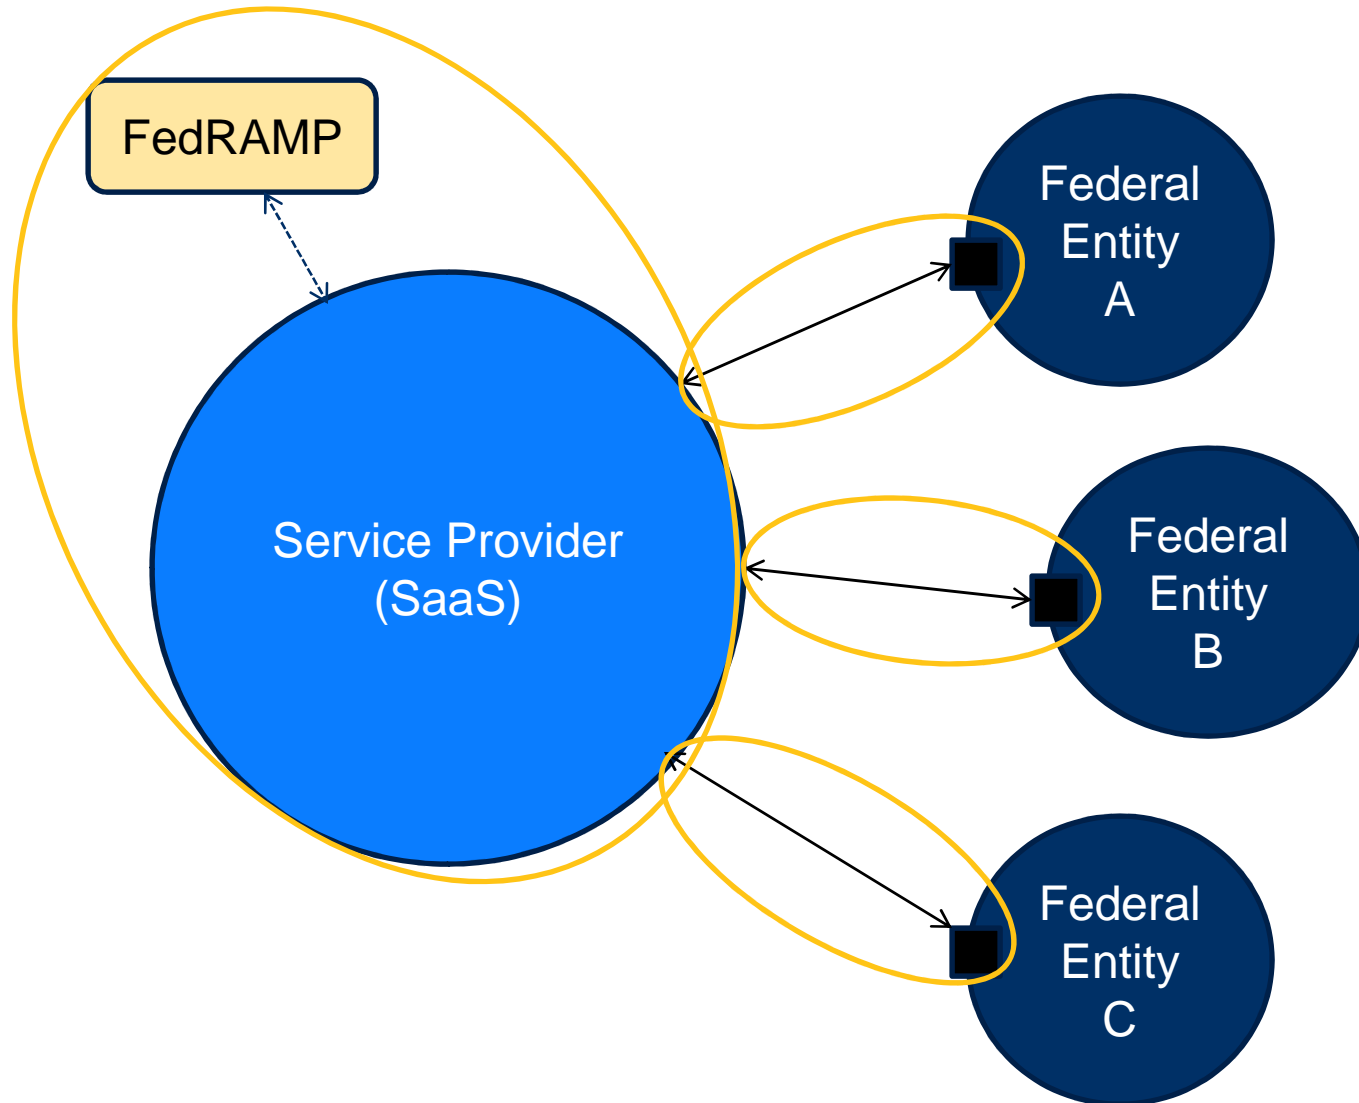 FedRAMP
Federal
Entity
A
Service Provider
(SaaS)
Federal
Entity
B
Federal
Entity
C